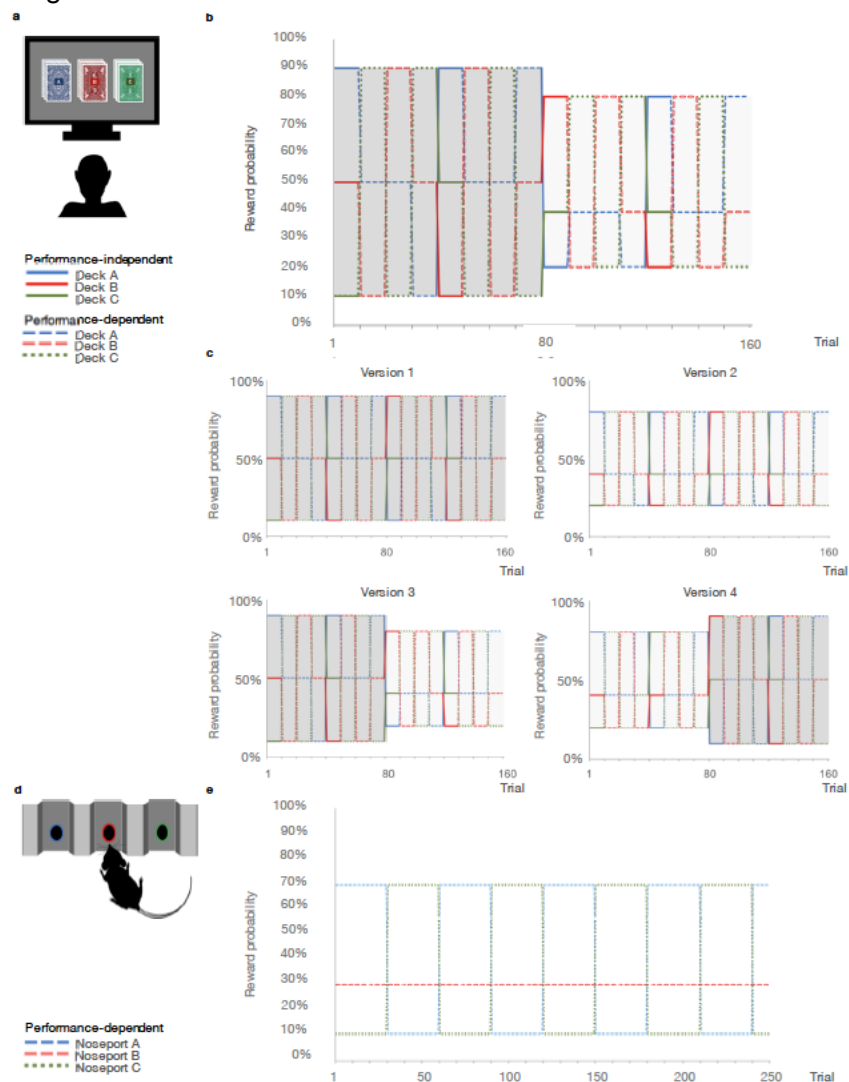 a
b
A
B
C
Performance-independent
Deck A
Deck B
Deck C
Performance-dependent
Deck A
Deck B
Deck C
100%
90%
80%
70%
60%
50%
40%
30%
20%
10%
0%
Reward probability
1
80
160
Trial
c
Version 1
100%
50%
0%
Reward probability
1
80
160
Trial
Version 2
100%
50%
0%
Reward probability
1
80
160
Trial
Version 3
100%
50%
0%
Reward probability
1
80
160
Trial
Version 4
100%
50%
0%
Reward probability
1
80
160
Trial
d
Performance-dependent
Noseport A
Noseport B
Noseport C
e
100%
90%
80%
70%
60%
50%
40%
30%
20%
10%
0%
Reward probability
1
50
100
150
200
250
Trial